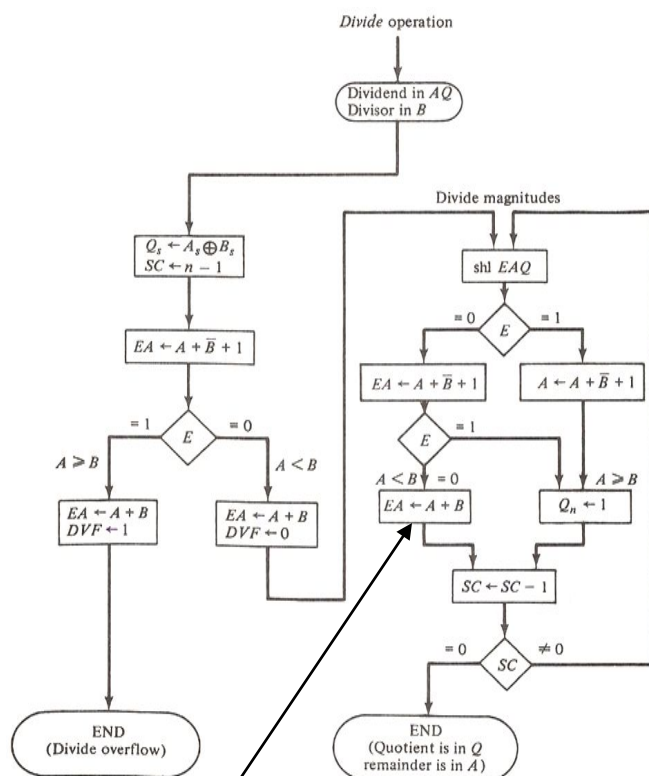 Divide operation
Dividend in AQ
Divisor in B
Divide magnitudes
Qₛ ← Aₛ ⊕ Bₛ
SC ← n − 1
shl EAQ
= 0
E
= 1
EA ← A + B̅ + 1
EA ← A + B̅ + 1
A ← A + B̅ + 1
= 1
E
= 0
E
= 1
A ≥ B
A < B
A < B
= 0
A ≥ B
EA ← A + B
DVF ← 1
EA ← A + B
DVF ← 0
EA ← A + B
Qₙ ← 1
SC ← SC − 1
= 0
SC
≠ 0
END
(Divide overflow)
END
(Quotient is in Q
remainder is in A)